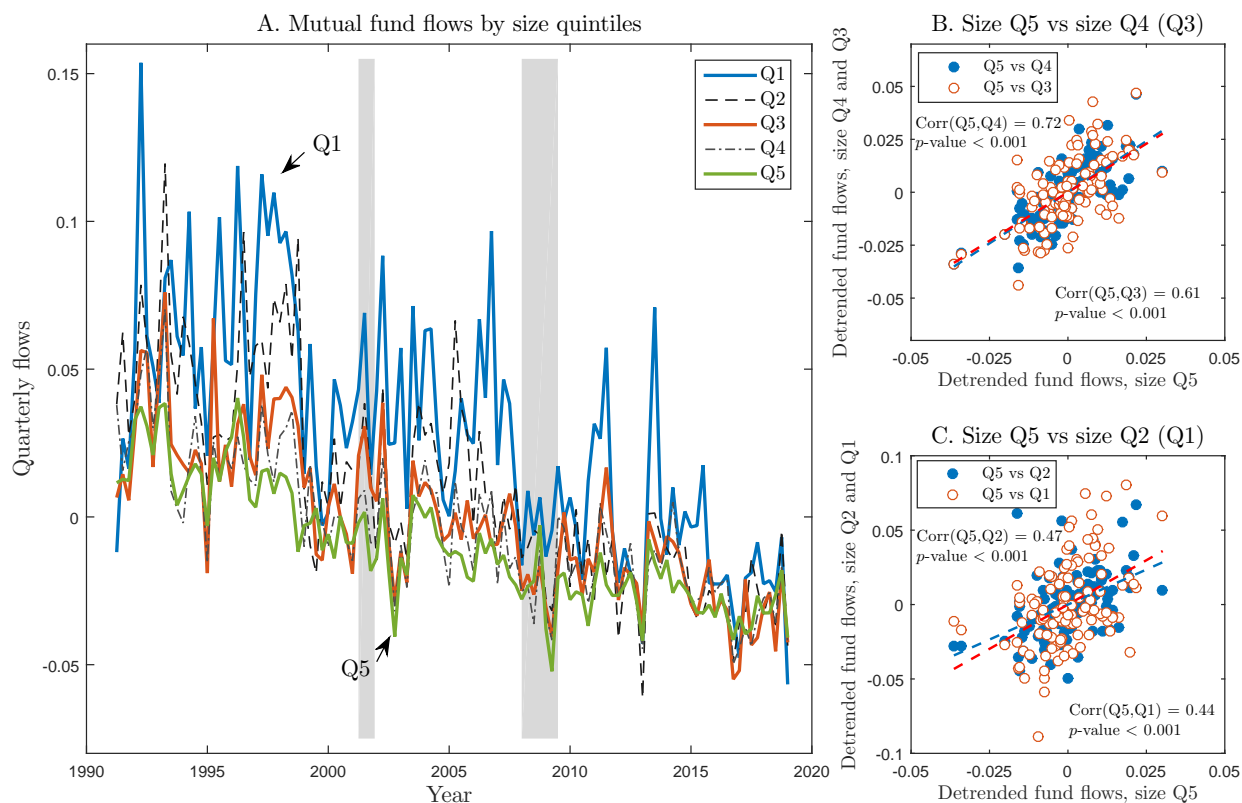 A. Mutual fund flows by size quintiles
0.15
0.1
0.05
0
-0.05
Quarterly flows
1990
1995
2000
2005
2010
2015
2020
Year
Q1
Q5
Q1
Q2
Q3
Q4
Q5
B. Size Q5 vs size Q4 (Q3)
Detrended fund flows, size Q4 and Q3
0.05
0.025
0
-0.025
-0.05
Q5 vs Q4
Q5 vs Q3
Corr(Q5,Q4) = 0.72
p-value < 0.001
Corr(Q5,Q3) = 0.61
p-value < 0.001
-0.05
-0.025
0
0.025
0.05
Detrended fund flows, size Q5
C. Size Q5 vs size Q2 (Q1)
Detrended fund flows, size Q2 and Q1
0.1
0.05
0
-0.05
-0.1
Q5 vs Q2
Q5 vs Q1
Corr(Q5,Q2) = 0.47
p-value < 0.001
Corr(Q5,Q1) = 0.44
p-value < 0.001
-0.05
-0.025
0
0.025
0.05
Detrended fund flows, size Q5